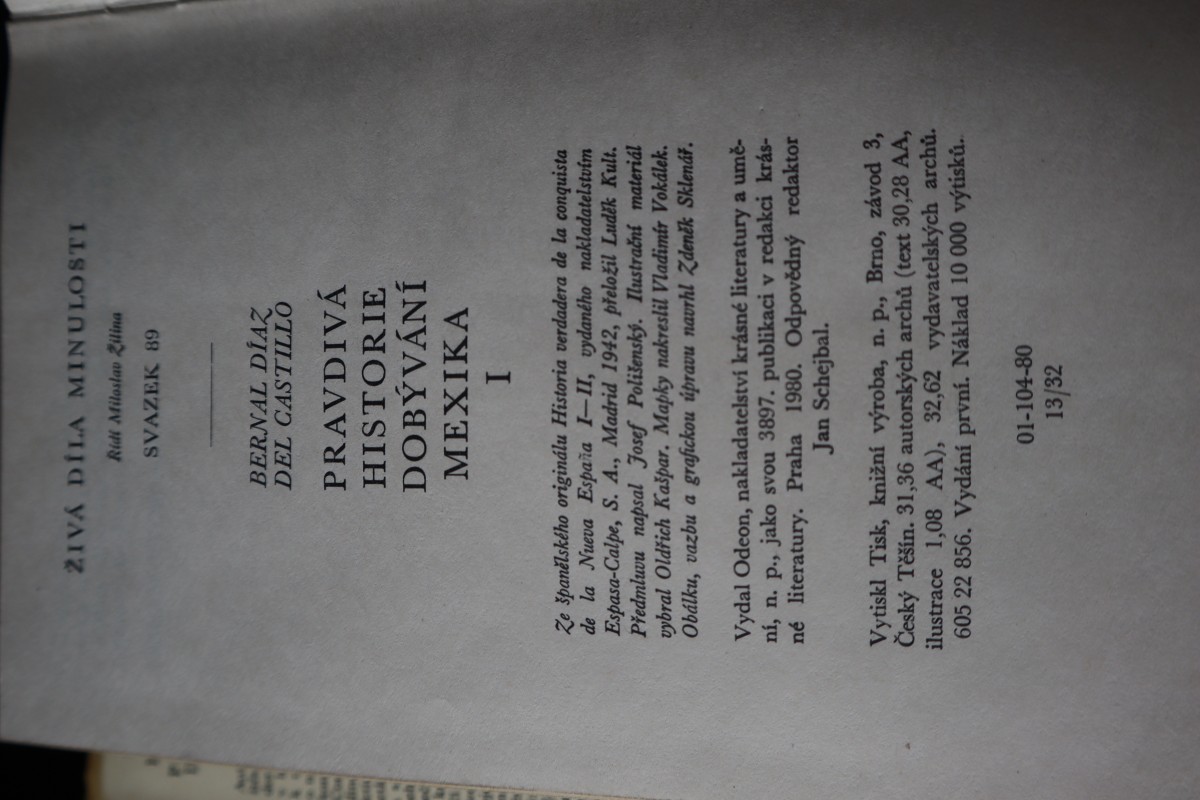 ŽIVÁ DÍLA MINULOSTI
Řídí Miloslav Žilina
SVAZEK 89
BERNAL DÍAZ
DEL CASTILLO
PRAVDIVÁ
HISTORIE
DOBÝVÁNÍ
MEXIKA
I
Ze španělského originálu Historia verdadera de la conquista
de la Nueva España I—II, vydaného nakladatelstvím
Espasa-Calpe, S. A., Madrid 1942, přeložil Luděk Kult.
Předmluvu napsal Josef Polišenský. Ilustrační materiál
vybral Oldřich Kašpar. Mapky nakreslil Vladimír Vokálek.
Obálku, vazbu a grafickou úpravu navrhl Zdeněk Sklenář.
Vydal Odeon, nakladatelství krásné literatury a umě-
ní, n. p., jako svou 3897. publikaci v redakci krás-
né literatury. Praha 1980. Odpovědný redaktor
Jan Schejbal.
Vytiskl Tisk, knižní výroba, n. p., Brno, závod 3,
Český Těšín. 31,36 autorských archů (text 30,28 AA,
ilustrace 1,08 AA), 32,62 vydavatelských archů.
605 22 856. Vydání první. Náklad 10 000 výtisků.
01-104-80
13/32